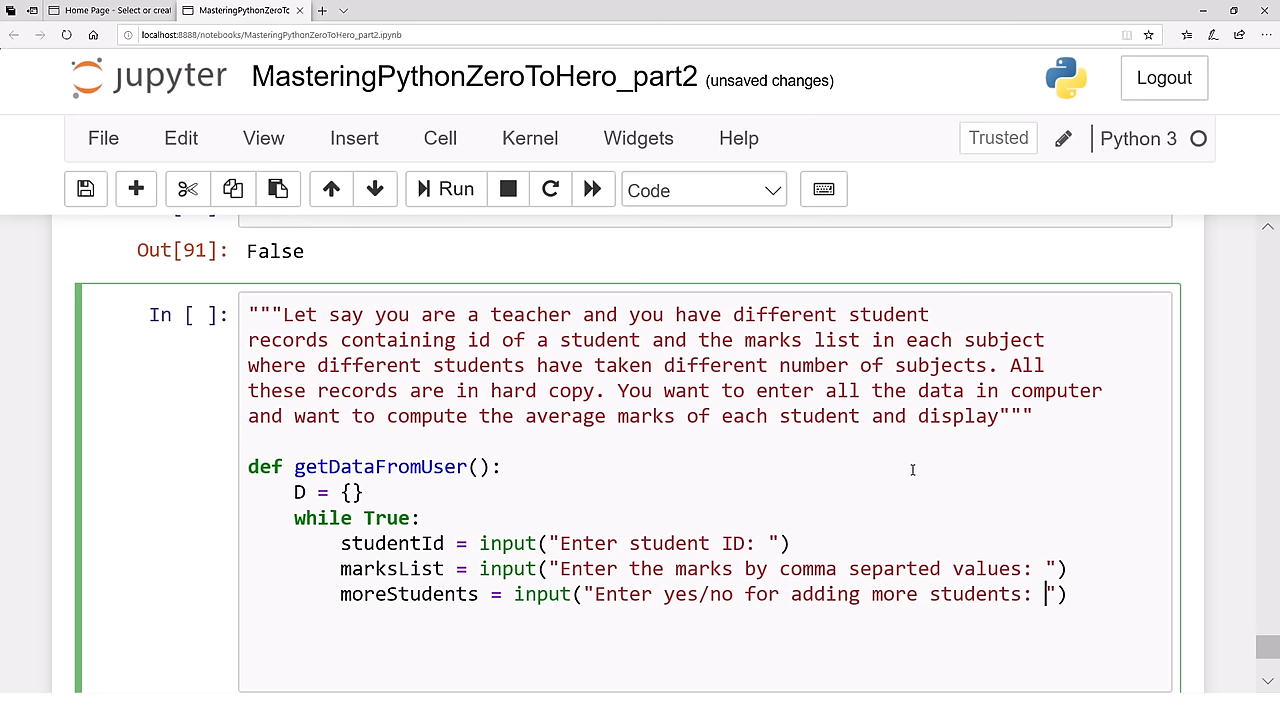 Home Page - Select or creat
MasteringPythonZeroTo
localhost:8888/notebooks/MasteringPythonZeroToHero_part2.ipynb
jupyter MasteringPythonZeroToHero_part2 (unsaved changes) Logout
File Edit View Insert Cell Kernel Widgets Help Trusted Python 3
Run Code
Out[91]: False
In [ ]: """Let say you are a teacher and you have different student
records containing id of a student and the marks list in each subject
where different students have taken different number of subjects. All
these records are in hard copy. You want to enter all the data in computer
and want to compute the average marks of each student and display"""
def getDataFromUser():
D = {}
while True:
studentId = input("Enter student ID: ")
marksList = input("Enter the marks by comma separted values: ")
moreStudents = input("Enter yes/no for adding more students: ")